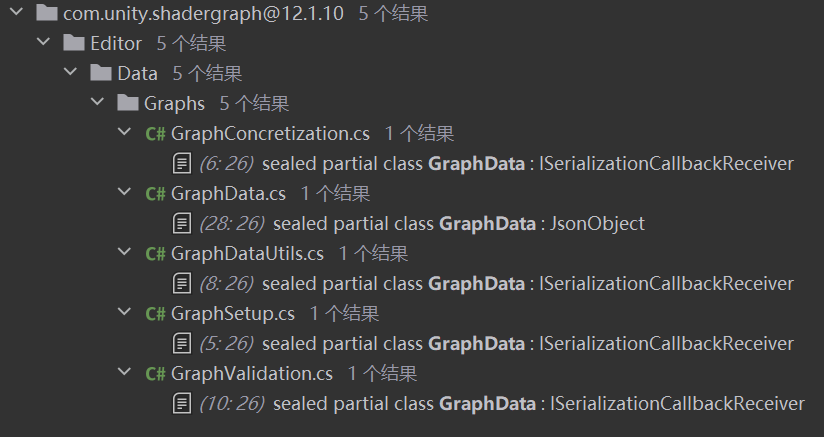 com.unity.shadergraph@12.1.10 5 个结果
Editor 5 个结果
Data 5 个结果
Graphs 5 个结果
C# GraphConcretization.cs 1 个结果
(6: 26) sealed partial class GraphData : ISerializationCallbackReceiver
C# GraphData.cs 1 个结果
(28: 26) sealed partial class GraphData : JsonObject
C# GraphDataUtils.cs 1 个结果
(8: 26) sealed partial class GraphData : ISerializationCallbackReceiver
C# GraphSetup.cs 1 个结果
(5: 26) sealed partial class GraphData : ISerializationCallbackReceiver
C# GraphValidation.cs 1 个结果
(10: 26) sealed partial class GraphData : ISerializationCallbackReceiver